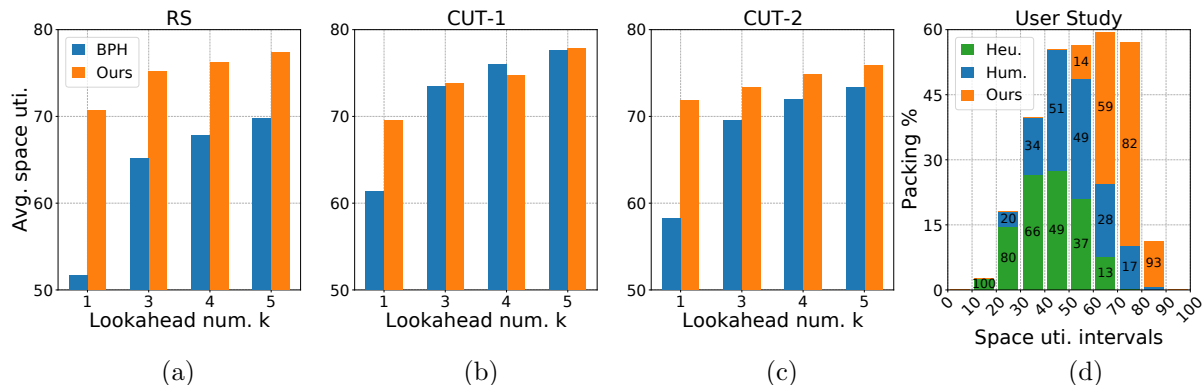 RS
80
70
60
50
Avg. space uti.
BPH
Ours
1 3 4 5
Lookahead num. k
(a)
CUT-1
80
70
60
50
1 3 4 5
Lookahead num. k
(b)
CUT-2
80
70
60
50
1 3 4 5
Lookahead num. k
(c)
User Study
60
45
30
15
0
Packing %
Heu.
Hum.
Ours
14
59
51
82
49
34
20
28
66
49
37
80
17
93
13
100
0 10 20 30 40 50 60 70 80 90 100
Space uti. intervals
(d)